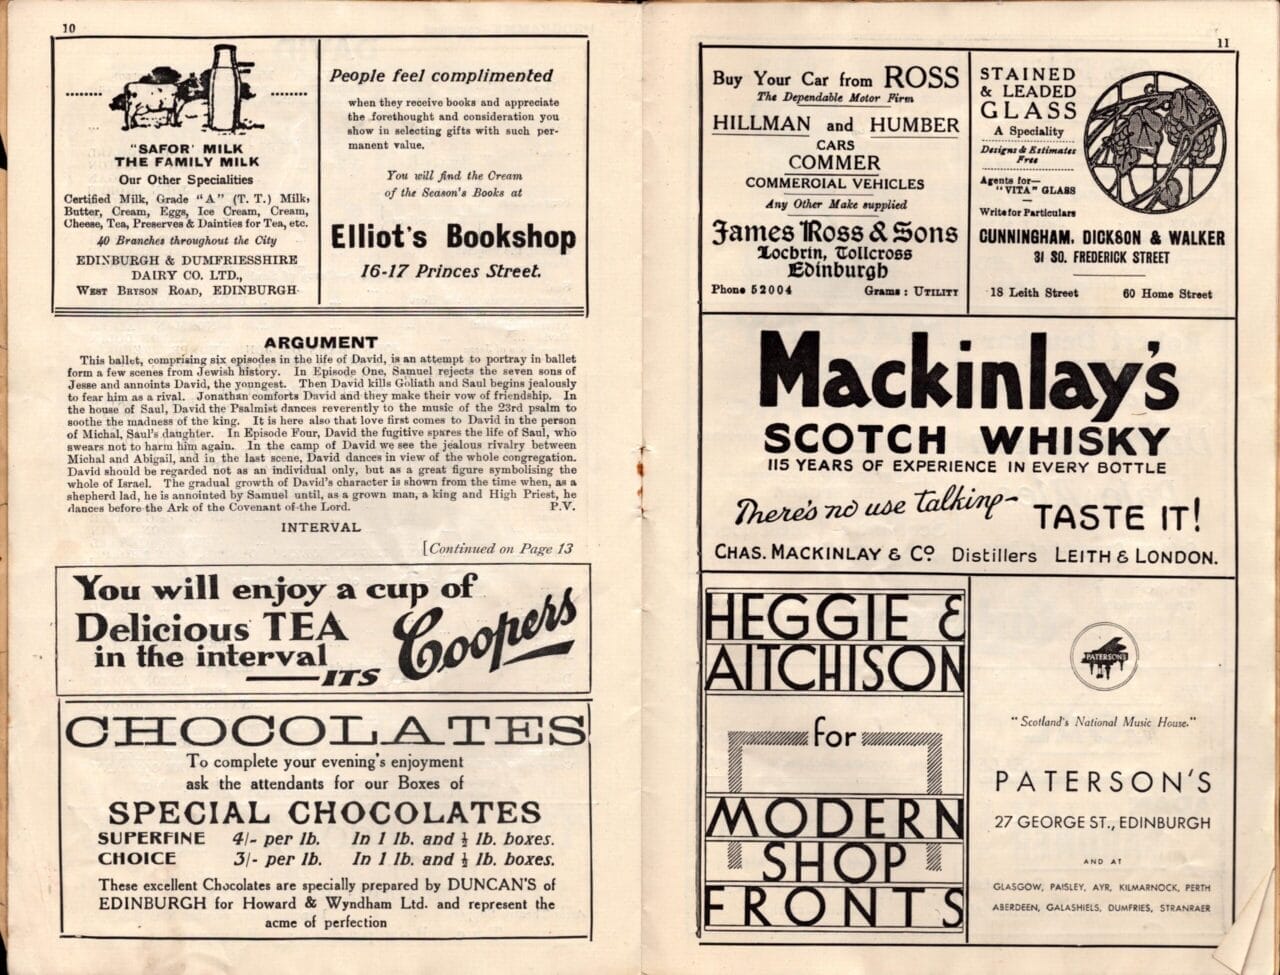 10
"SAFOR' MILK
THE FAMILY MILK
Our Other Specialities
Certified Milk, Grade "A" (T. T.) Milk,
Butter, Cream, Eggs, Ice Cream, Cream,
Cheese, Tea, Preserves & Dainties for Tea, etc.
40 Branches throughout the City
EDINBURGH & DUMFRIESSHIRE
DAIRY CO. LTD.,
WEST BRYSON ROAD, EDINBURGH
People feel complimented
when they receive books and appreciate
the forethought and consideration you
show in selecting gifts with such per-
manent value.
You will find the Cream
of the Season's Books at
Elliot's Bookshop
16-17 Princes Street.
ARGUMENT
This ballet, comprising six episodes in the life of David, is an attempt to portray in ballet
form a few scenes from Jewish history. In Episode One, Samuel rejects the seven sons of
Jesse and annoints David, the youngest. Then David kills Goliath and Saul begins jealously
to fear him as a rival. Jonathan comforts David and they make their vow of friendship. In
the house of Saul, David the Psalmist dances reverently to the music of the 23rd psalm to
soothe the madness of the king. It is here also that love first comes to David in the person
of Michal, Saul's daughter. In Episode Four, David the fugitive spares the life of Saul, who
swears not to harm him again. In the camp of David we see the jealous rivalry between
Michal and Abigail, and in the last scene, David dances in view of the whole congregation.
David should be regarded not as an individual only, but as a great figure symbolising the
whole of Israel. The gradual growth of David's character is shown from the time when, as a
shepherd lad, he is annointed by Samuel until, as a grown man, a king and High Priest, he
dances before the Ark of the Covenant of the Lord. P.V.
INTERVAL
[Continued on Page 13
You will enjoy a cup of
Delicious TEA
in the interval
ITS Coopers
CHOCOLATES
To complete your evening's enjoyment
ask the attendants for our Boxes of
SPECIAL CHOCOLATES
SUPERFINE 4/- per lb. In 1 lb. and ½ lb. boxes.
CHOICE 3/- per lb. In 1 lb. and ½ lb. boxes.
These excellent Chocolates are specially prepared by DUNCAN'S of
EDINBURGH for Howard & Wyndham Ltd. and represent the
acme of perfection
11
Buy Your Car from ROSS
The Dependable Motor Firm
HILLMAN and HUMBER
CARS
COMMER
COMMERCIAL VEHICLES
Any Other Make supplied
James Ross & Sons
Locbrin, Tollcross
Edinburgh
Phone 52004 Grams: UTILITY
STAINED
& LEADED
GLASS
A Speciality
Designs & Estimates
Free
Agents for—
"VITA" GLASS
Write for Particulars
CUNNINGHAM, DICKSON & WALKER
31 SO. FREDERICK STREET
18 Leith Street 60 Home Street
Mackinlay's
SCOTCH WHISKY
115 YEARS OF EXPERIENCE IN EVERY BOTTLE
There's no use talking- TASTE IT!
CHAS. MACKINLAY & CO Distillers LEITH & LONDON.
HEGGIE &
AITCHISON
for
MODERN
SHOP
FRONTS
PATERSON'S
"Scotland's National Music House."
PATERSON'S
27 GEORGE ST., EDINBURGH
AND AT
GLASGOW, PAISLEY, AYR, KILMARNOCK, PERTH
ABERDEEN, GALASHIELS, DUMFRIES, STRANRAER